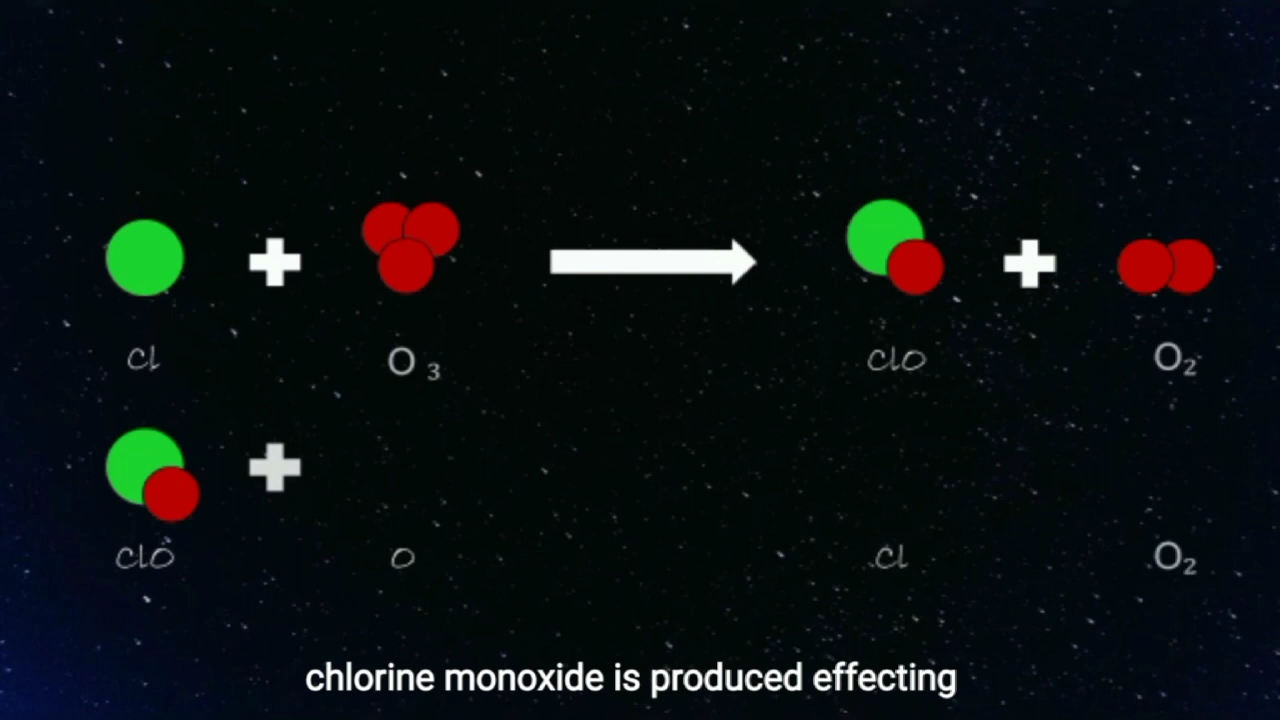 Cl O 3 ClO O₂
ClO O Cl O₂
chlorine monoxide is produced effecting